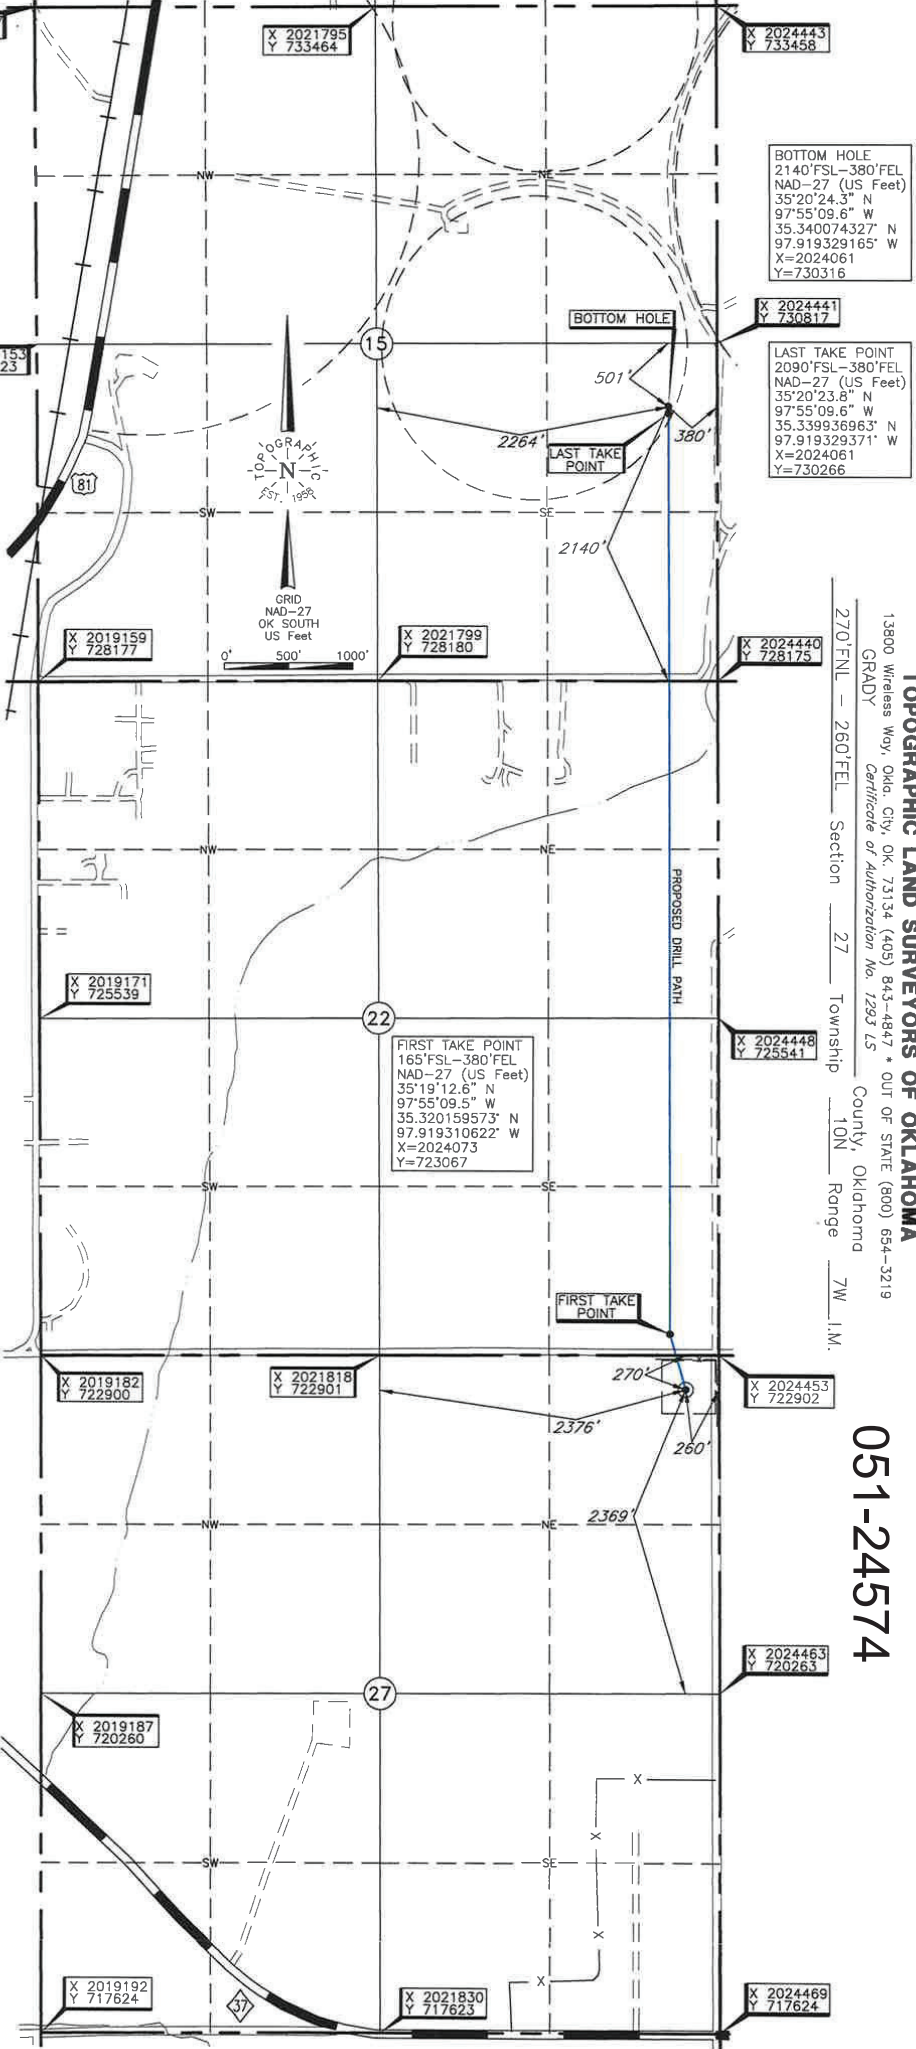 X 2021795
Y 733464
X 2024443
Y 733458
NW
NE
BOTTOM HOLE
2140'FSL-380'FEL
NAD-27 (US Feet)
35°20'24.3" N
97°55'09.6" W
35.340074327° N
97.919329165° W
X=2024061
Y=730316
X 2024441
Y 730817
BOTTOM HOLE
153
23
15
LAST TAKE POINT
2090'FSL-380'FEL
NAD-27 (US Feet)
35°20'23.8" N
97°55'09.6" W
35.339936963° N
97.919329371° W
X=2024061
Y=730266
501'
2264'
380'
LAST TAKE
POINT
TOPOGRAPHIC
N
EST. 1958
81
SW
SE
2140'
GRID
NAD-27
OK SOUTH
US Feet
0' 500' 1000'
X 2019159
Y 728177
X 2021799
Y 728180
X 2024440
Y 728175
TOPOGRAPHIC LAND SURVEYORS OF OKLAHOMA
13800 Wireless Way, Okla. City, OK. 73134 (405) 843-4847 * OUT OF STATE (800) 654-3219
Certificate of Authorization No. 1293 LS
GRADY County, Oklahoma
270'FNL - 260'FEL Section 27 Township 10N Range 7W I.M.
NW
NE
PROPOSED DRILL PATH
X 2019171
Y 725539
22
X 2024448
Y 725541
FIRST TAKE POINT
165'FSL-380'FEL
NAD-27 (US Feet)
35°19'12.6" N
97°55'09.5" W
35.320159573° N
97.919310622° W
X=2024073
Y=723067
SW
SE
FIRST TAKE
POINT
X 2019182
Y 722900
X 2021818
Y 722901
270'
X 2024453
Y 722902
2376'
260'
051-24574
NW
NE
2369'
X 2024463
Y 720263
27
X 2019187
Y 720260
X
X
SW
SE
X
X
X 2019192
Y 717624
37
X 2021830
Y 717623
X 2024469
Y 717624